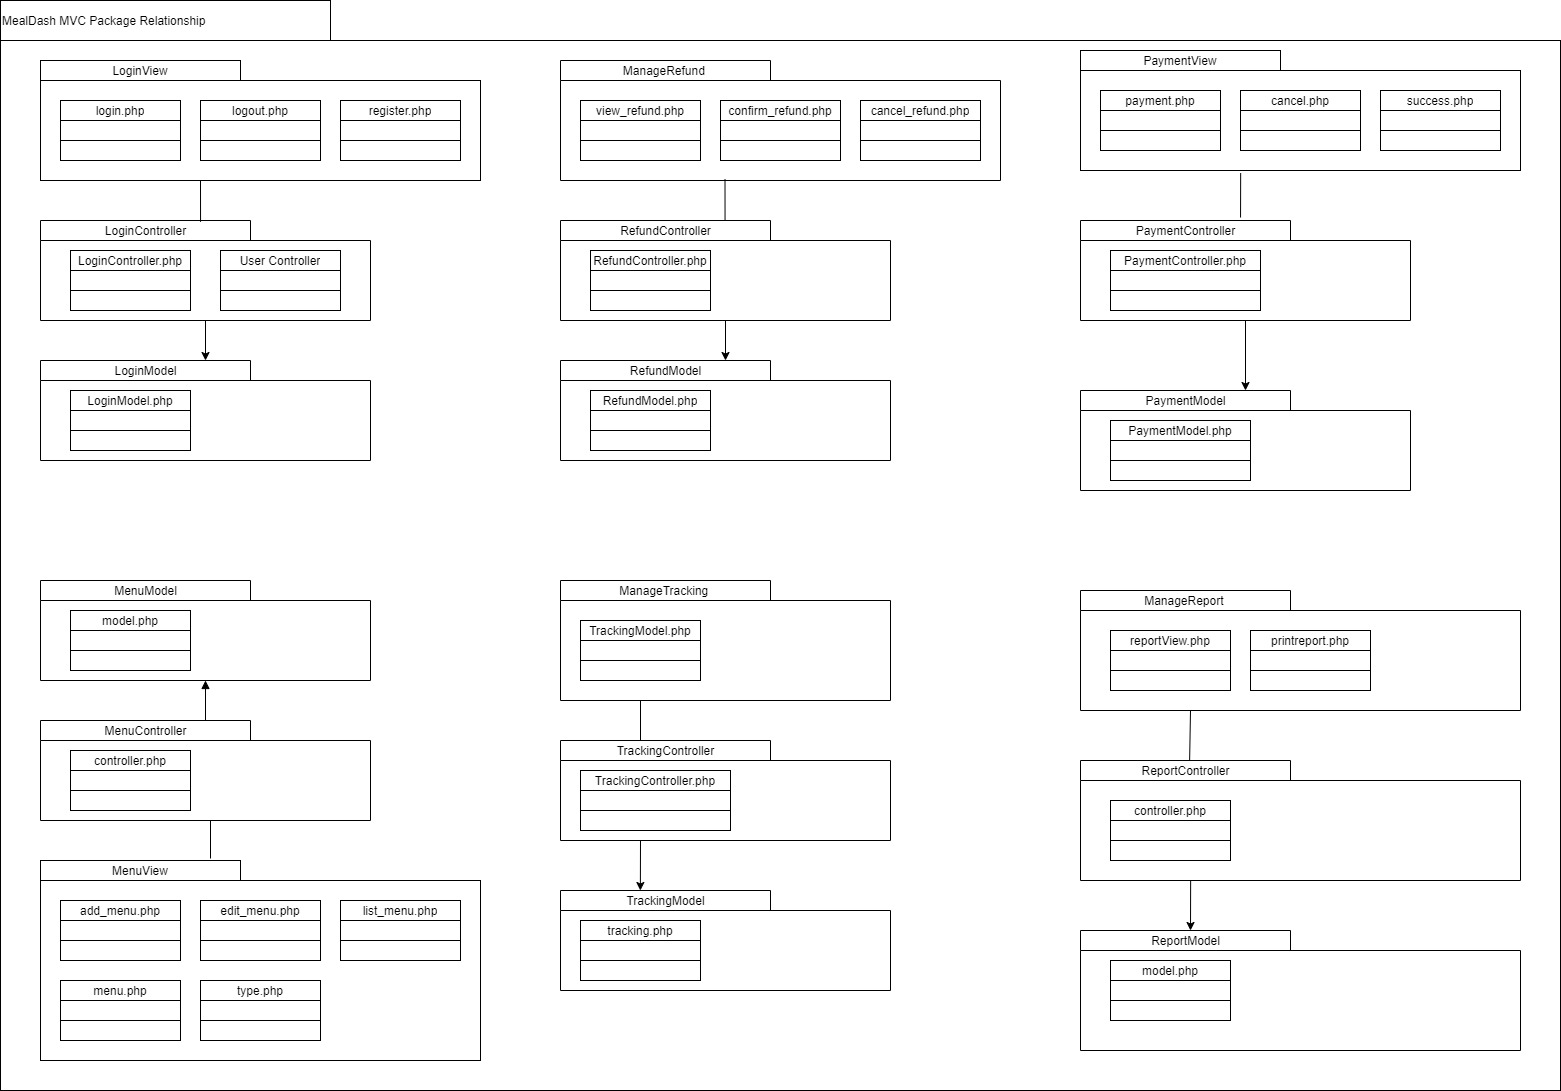 MealDash MVC Package Relationship
LoginView
login.php
logout.php
register.php
LoginController
LoginController.php
User Controller
LoginModel
LoginModel.php
ManageRefund
view_refund.php
confirm_refund.php
cancel_refund.php
RefundController
RefundController.php
RefundModel
RefundModel.php
PaymentView
payment.php
cancel.php
success.php
PaymentController
PaymentController.php
PaymentModel
PaymentModel.php
MenuModel
model.php
MenuController
controller.php
MenuView
add_menu.php
edit_menu.php
list_menu.php
menu.php
type.php
ManageTracking
TrackingModel.php
TrackingController
TrackingController.php
TrackingModel
tracking.php
ManageReport
reportView.php
printreport.php
ReportController
controller.php
ReportModel
model.php